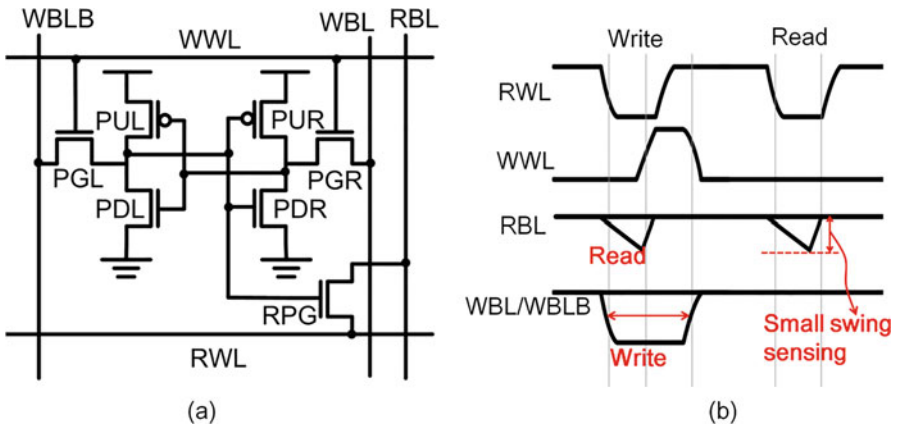 WBLB
WBL
RBL
WWL
PUL
PUR
PGL
PGR
PDL
PDR
RPG
RWL
(a)
Write
Read
RWL
WWL
RBL
Read
WBL/WBLB
Write
Small swing
sensing
(b)